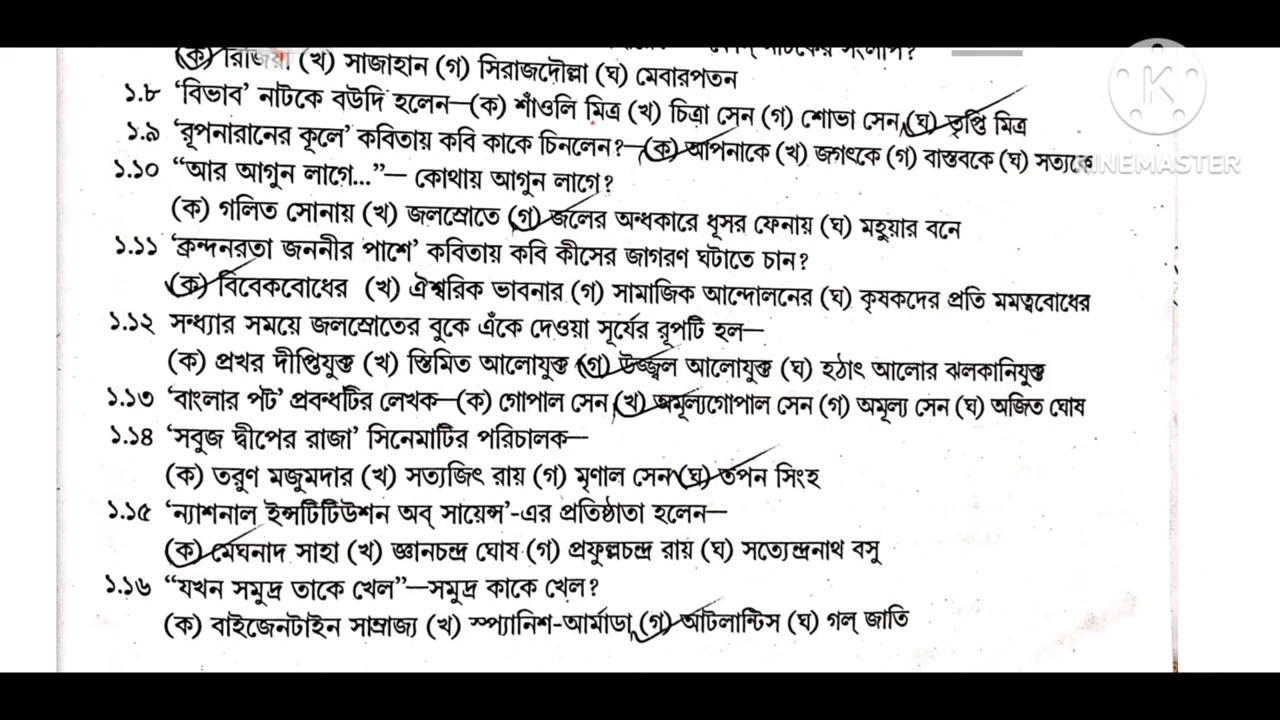 নাটকের সংলাপ?
(ক) রিজিয়া (খ) সাজাহান (গ) সিরাজদৌল্লা (ঘ) মেবারপতন
১.৮ ‘বিভাব’ নাটকে বউদি হলেন—(ক) শাঁওলি মিত্র (খ) চিত্রা সেন (গ) শোভা সেন (ঘ) তৃপ্তি মিত্র
১.৯ ‘রূপনারানের কূলে’ কবিতায় কবি কাকে চিনলেন?—(ক) আপনাকে (খ) জগৎকে (গ) বাস্তবকে (ঘ) সত্যকে
১.১০ “আর আগুন লাগে...”— কোথায় আগুন লাগে?
(ক) গলিত সোনায় (খ) জলস্রোতে (গ) জলের অন্ধকারে ধূসর ফেনায় (ঘ) মহুয়ার বনে
১.১১ ‘ক্রন্দনরতা জননীর পাশে’ কবিতায় কবি কীসের জাগরণ ঘটাতে চান?
(ক) বিবেকবোধের (খ) ঐশ্বরিক ভাবনার (গ) সামাজিক আন্দোলনের (ঘ) কৃষকদের প্রতি মমত্ববোধের
১.১২ সন্ধ্যার সময়ে জলস্রোতের বুকে এঁকে দেওয়া সূর্যের রূপটি হল—
(ক) প্রখর দীপ্তিযুক্ত (খ) স্তিমিত আলোযুক্ত (গ) উজ্জ্বল আলোযুক্ত (ঘ) হঠাৎ আলোর ঝলকানিযুক্ত
১.১৩ ‘বাংলার পট’ প্রবন্ধটির লেখক—(ক) গোপাল সেন (খ) অমূল্যগোপাল সেন (গ) অমূল্য সেন (ঘ) অজিত ঘোষ
১.১৪ ‘সবুজ দ্বীপের রাজা’ সিনেমাটির পরিচালক—
(ক) তরুণ মজুমদার (খ) সত্যজিৎ রায় (গ) মৃণাল সেন (ঘ) তপন সিংহ
১.১৫ ‘ন্যাশনাল ইন্সটিটিউশন অব্ সায়েন্স’-এর প্রতিষ্ঠাতা হলেন—
(ক) মেঘনাদ সাহা (খ) জ্ঞানচন্দ্র ঘোষ (গ) প্রফুল্লচন্দ্র রায় (ঘ) সত্যেন্দ্রনাথ বসু
১.১৬ “যখন সমুদ্র তাকে খেল”—সমুদ্র কাকে খেল?
(ক) বাইজেনটাইন সাম্রাজ্য (খ) স্প্যানিশ-আর্মাডা (গ) আটলান্টিস (ঘ) গল্ জাতি
KINEMASTER